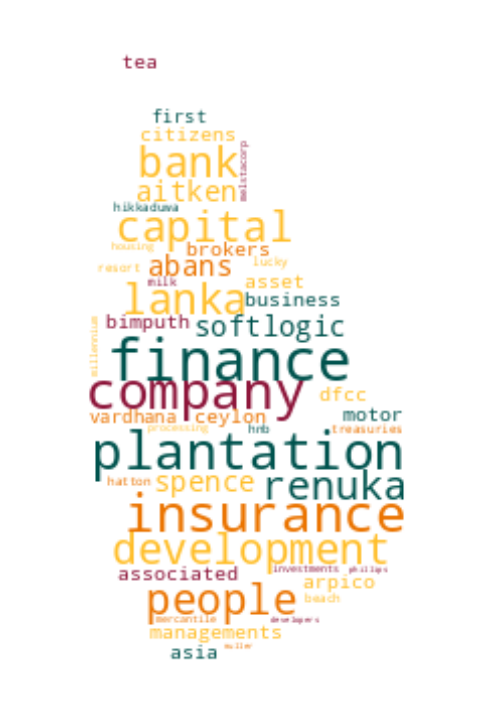 tea
first
citizens
bank
melstacorp
aitken
hikkaduwa
capital
housing
brokers
resort
abans
lucky
milk
asset
lanka
business
millennium
bimputh
softlogic
finance
company
dfcc
vardhana
ceylon
motor
processing
hnb
treasuries
plantation
hatton
spence
renuka
insurance
development
associated
investments
phillips
arpico
people
beach
mercantile
developers
managements
asia
muller